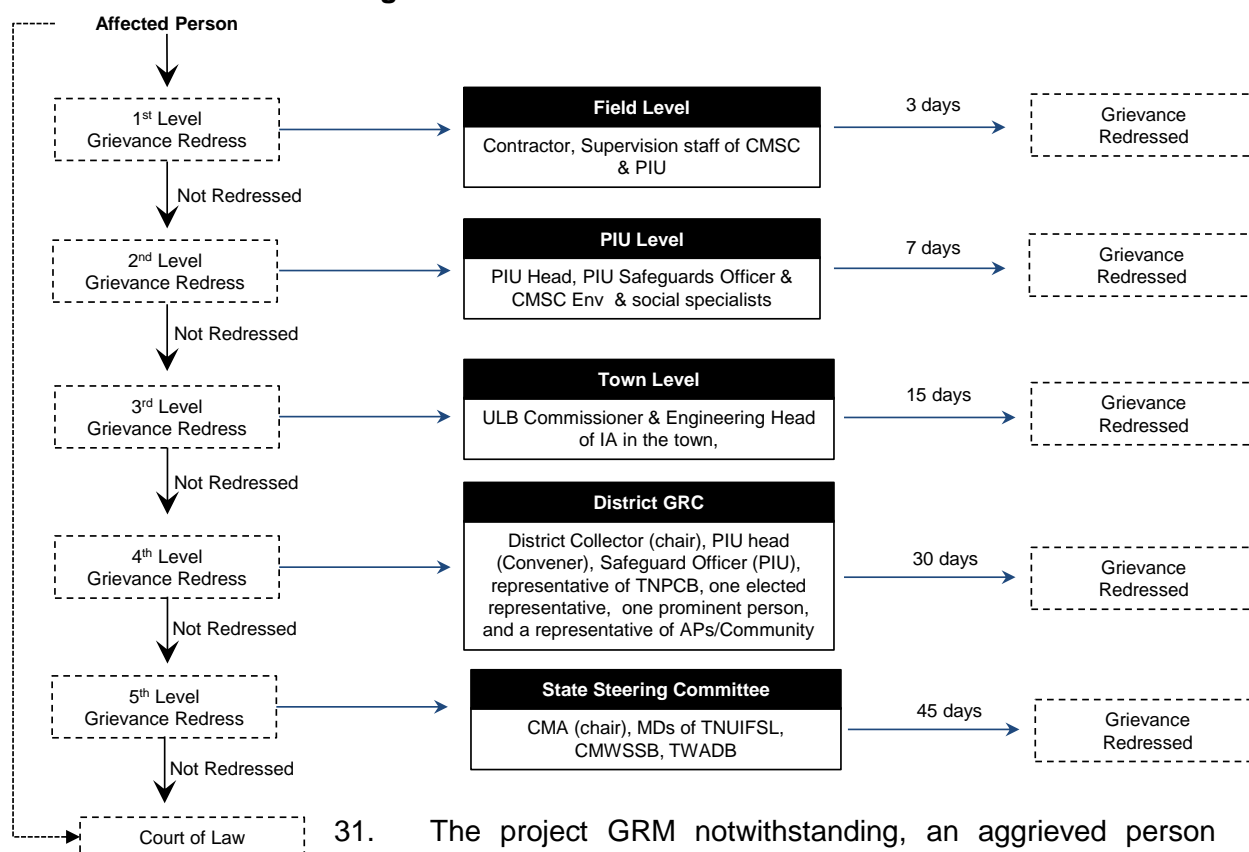 Affected Person
1st Level
Grievance Redress
Field Level
Contractor, Supervision staff of CMSC
& PIU
3 days
Grievance
Redressed
Not Redressed
2nd Level
Grievance Redress
PIU Level
PIU Head, PIU Safeguards Officer &
CMSC Env & social specialists
7 days
Grievance
Redressed
Not Redressed
3rd Level
Grievance Redress
Town Level
ULB Commissioner & Engineering Head
of IA in the town,
15 days
Grievance
Redressed
Not Redressed
4th Level
Grievance Redress
District GRC
District Collector (chair), PIU head
(Convener), Safeguard Officer (PIU),
representative of TNPCB, one elected
representative, one prominent person,
and a representative of APs/Community
30 days
Grievance
Redressed
Not Redressed
5th Level
Grievance Redress
State Steering Committee
CMA (chair), MDs of TNUIFSL,
CMWSSB, TWADB
45 days
Grievance
Redressed
Not Redressed
Court of Law
31. The project GRM notwithstanding, an aggrieved person